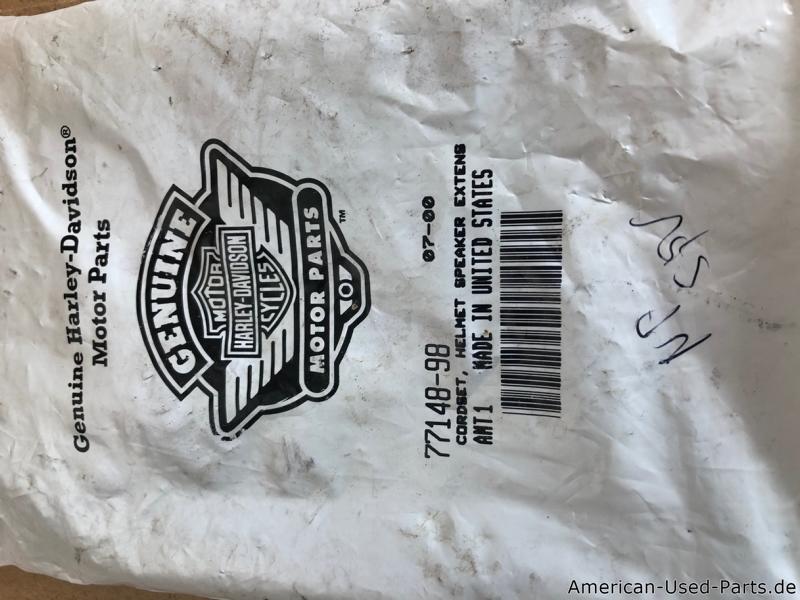 Genuine Harley-Davidson®
Motor Parts
GENUINE
MOTOR
HARLEY-DAVIDSON
CYCLES
MOTOR PARTS
™
77148-98 07-00
CORDSET, HELMET SPEAKER EXTENS
AMT1 MADE IN UNITED STATES
American-Used-Parts.de